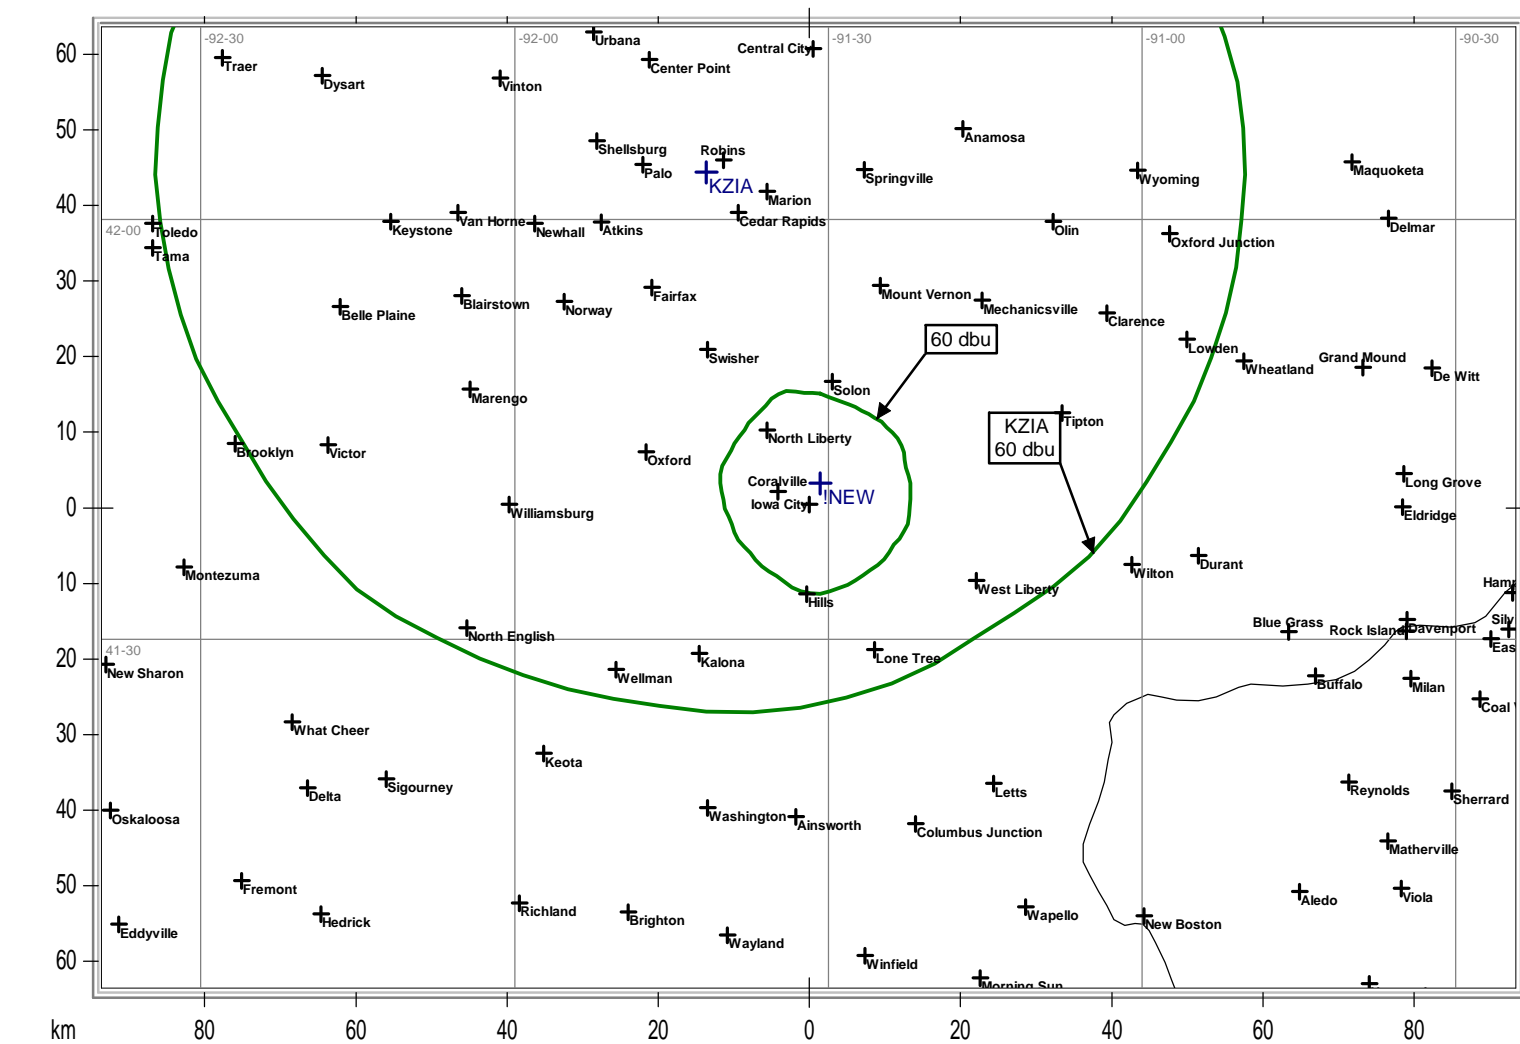 60
-92-30
-92-00
Urbana
Central City
-91-30
-91-00
-90-30
Traer
Center Point
Dysart
Vinton
50
Anamosa
Shellsburg
Robins
Palo
KZIA
Springville
Wyoming
Maquoketa
Marion
40
Van Horne
Cedar Rapids
42-00
Toledo
Keystone
Newhall
Atkins
Olin
Delmar
Oxford Junction
Tama
30
Fairfax
Mount Vernon
Blairstown
Norway
Mechanicsville
Belle Plaine
Clarence
60 dbu
20
Swisher
Lowden
Grand Mound
Wheatland
De Witt
Marengo
Solon
10
North Liberty
Tipton
KZIA
60 dbu
Brooklyn
Victor
Oxford
Coralville
Long Grove
!NEW
Iowa City
0
Williamsburg
Eldridge
Montezuma
Wilton
Durant
10
West Liberty
Hills
Blue Grass
Rock Island
Davenport
North English
41-30
New Sharon
20
Kalona
Lone Tree
Wellman
Buffalo
Milan
What Cheer
30
Keota
Delta
Sigourney
Letts
Reynolds
Sherrard
40
Oskaloosa
Washington
Ainsworth
Columbus Junction
Matherville
50
Fremont
Richland
Hedrick
Brighton
Eddyville
Wayland
Wapello
New Boston
Aledo
Viola
60
Winfield
Morning Sun
km
80
60
40
20
0
20
40
60
80